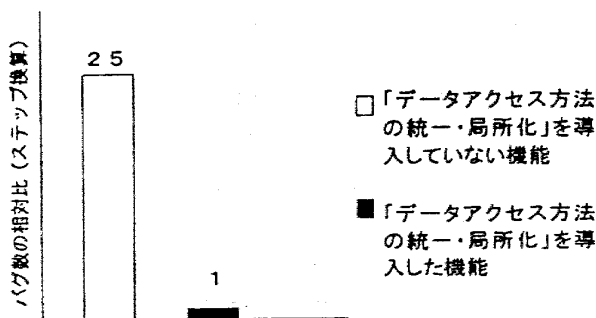 バグ数の相対比(ステップ換算)
25
1
「データアクセス方法
の統一・局所化」を導
入していない機能
「データアクセス方法
の統一・局所化」を導
入した機能